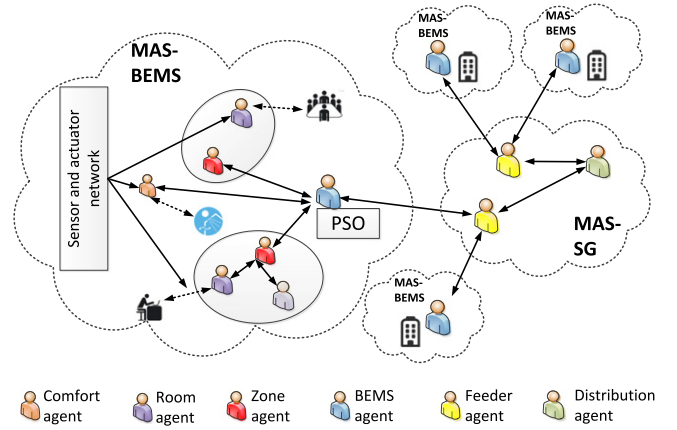 MAS-
BEMS
Sensor and actuator
network
PSO
MAS-
BEMS
MAS-
BEMS
MAS-
SG
MAS-
BEMS
Comfort
agent
Room
agent
Zone
agent
BEMS
agent
Feeder
agent
Distribution
agent